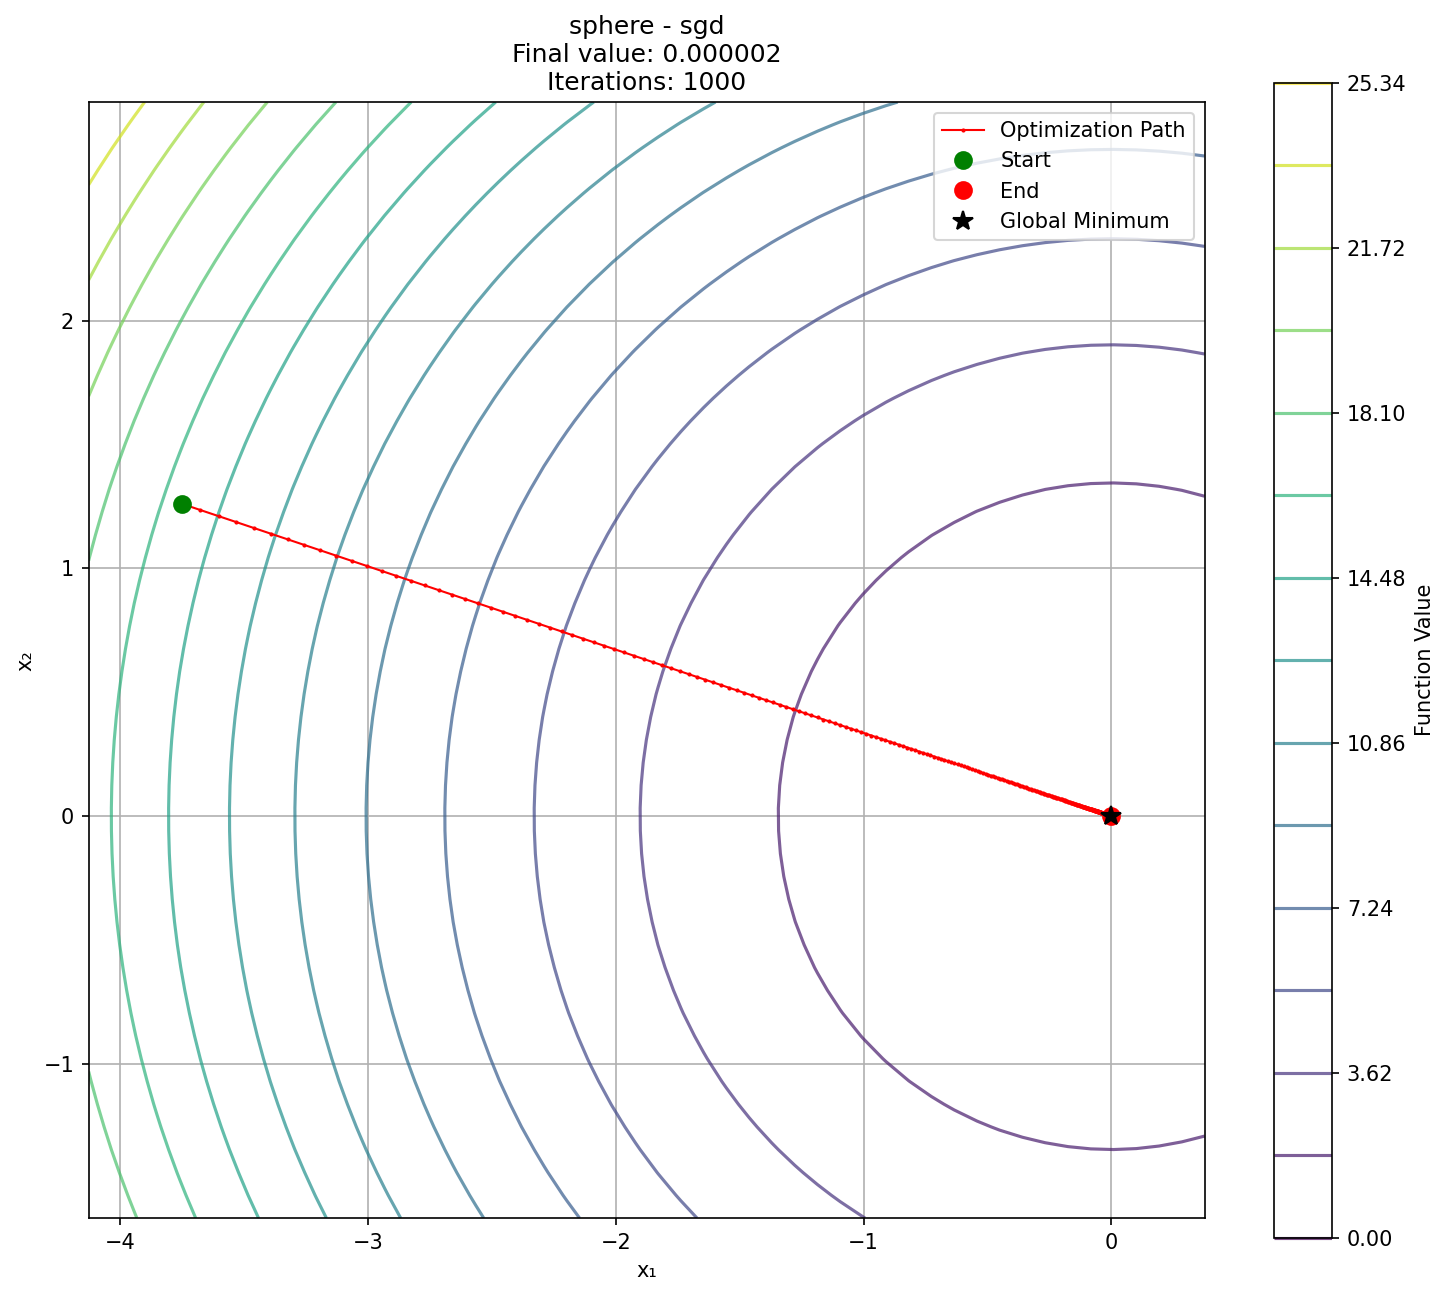 sphere - sgd
Final value: 0.000002
Iterations: 1000
Optimization Path
Start
End
Global Minimum
x₂
2
1
0
−1
−4
−3
−2
−1
0
x₁
25.34
21.72
18.10
14.48
10.86
7.24
3.62
0.00
Function Value